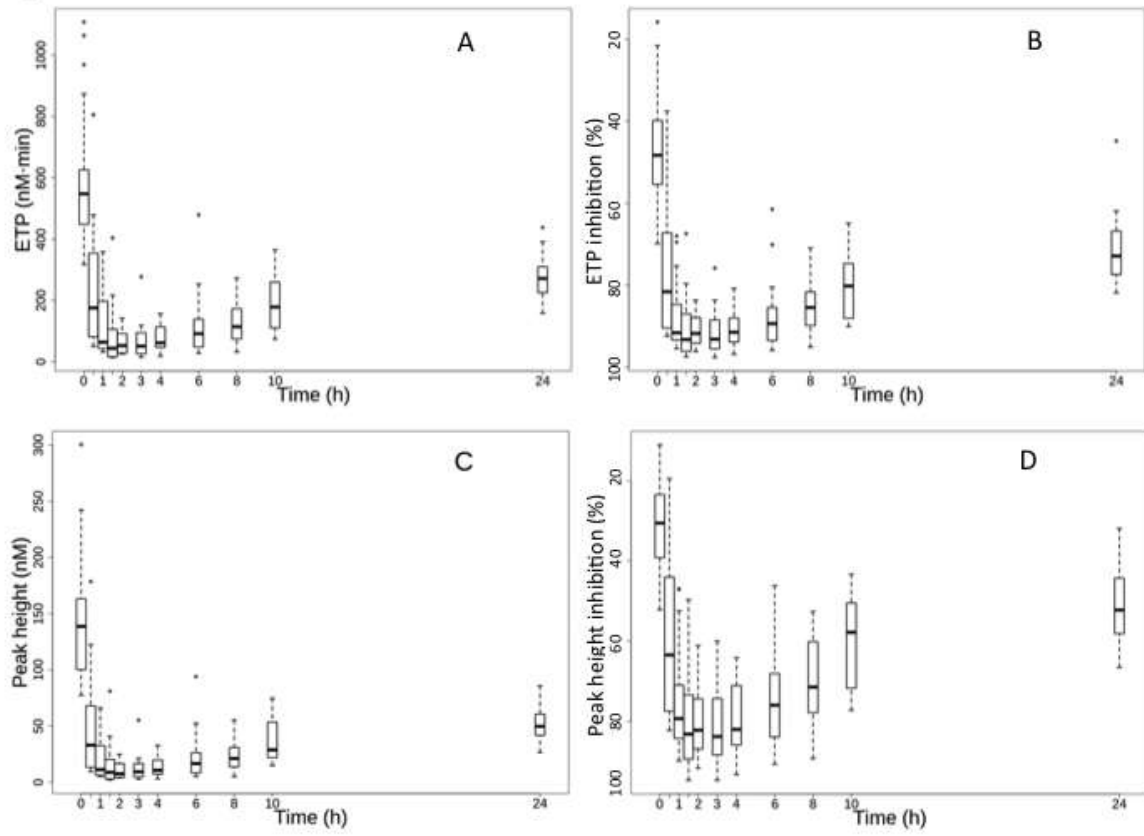 A
ETP (nM-min)
0 200 400 600 800 1000
0 1 2 3 4 6 8 10 24
Time (h)
B
ETP inhibition (%)
20 40 60 80 100
0 1 2 3 4 6 8 10 24
Time (h)
C
Peak height (nM)
0 50 100 150 200 250 300
0 1 2 3 4 6 8 10 24
Time (h)
D
Peak height inhibition (%)
20 40 60 80 100
0 1 2 3 4 6 8 10 24
Time (h)